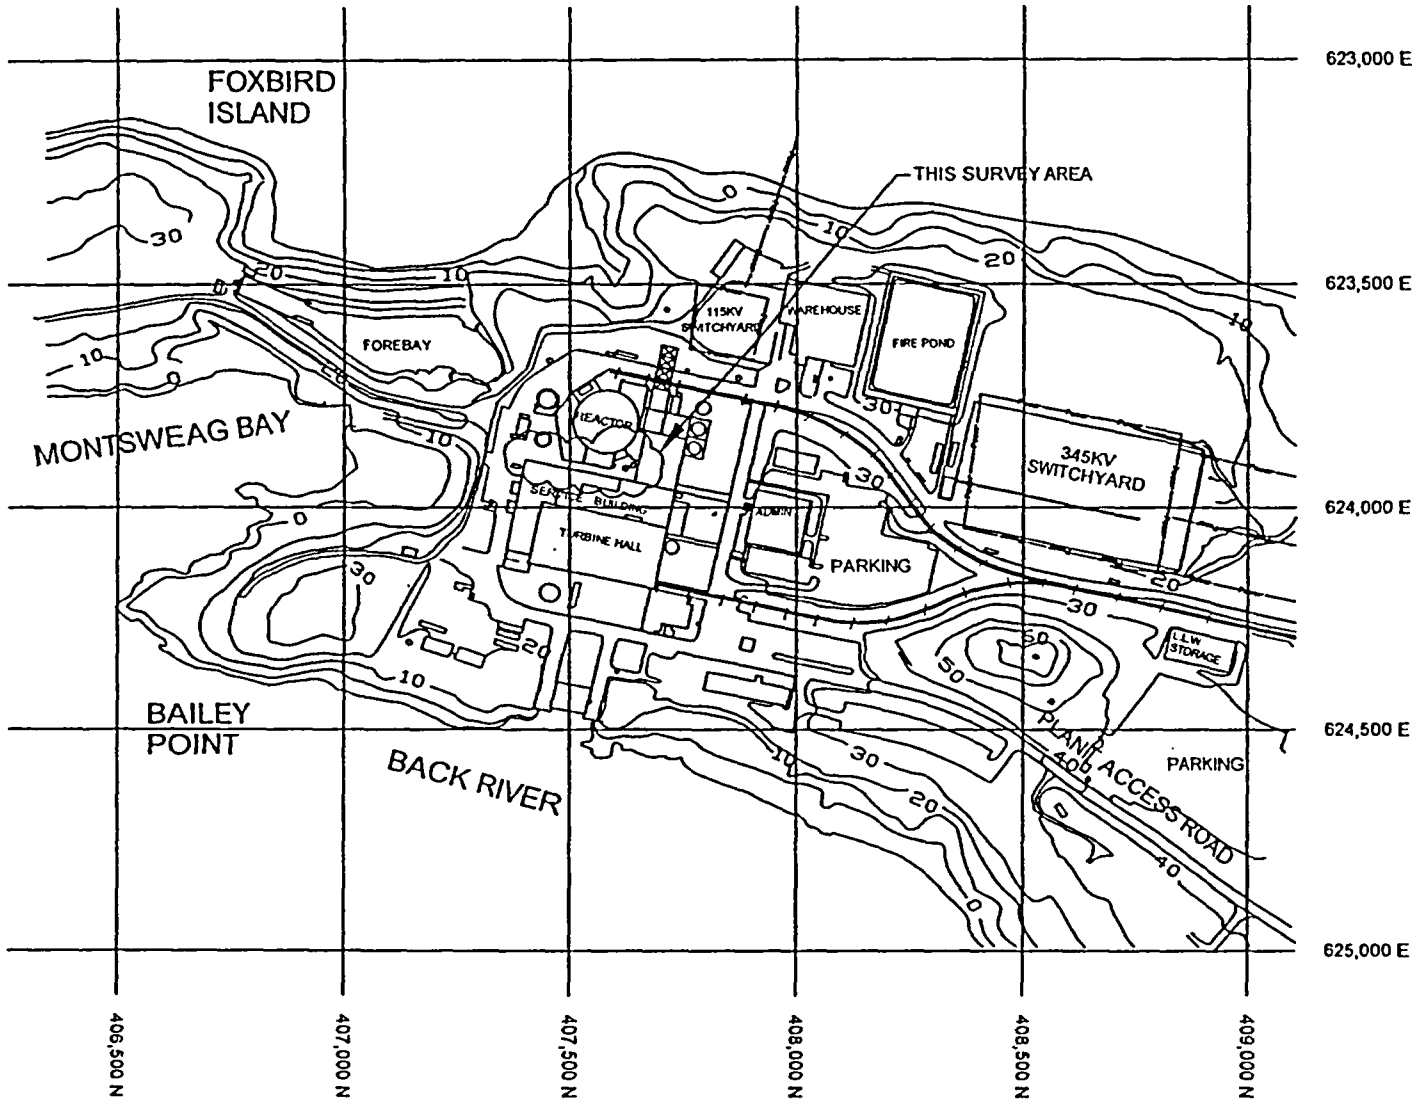 623,000 E
FOXBIRD
ISLAND
THIS SURVEY AREA
0
10
30
20
20
10
623,500 E
115KV
SWITCHYARD
WAREHOUSE
10
FOREBAY
FIRE POND
10
0
30
REACTOR
MONTSWEAG BAY
10
345KV
SWITCHYARD
30
SERVICE BUILDING
ADMIN
624,000 E
0
TURBINE HALL
PARKING
30
20
30
60
L.L.W
STORAGE
20
50
10
BAILEY
POINT
PLANT ACCESS ROAD
624,500 E
BACK RIVER
10
30
40
PARKING
20
40
0
625,000 E
406,500 N
407,000 N
407,500 N
408,000 N
408,500 N
409,000 N